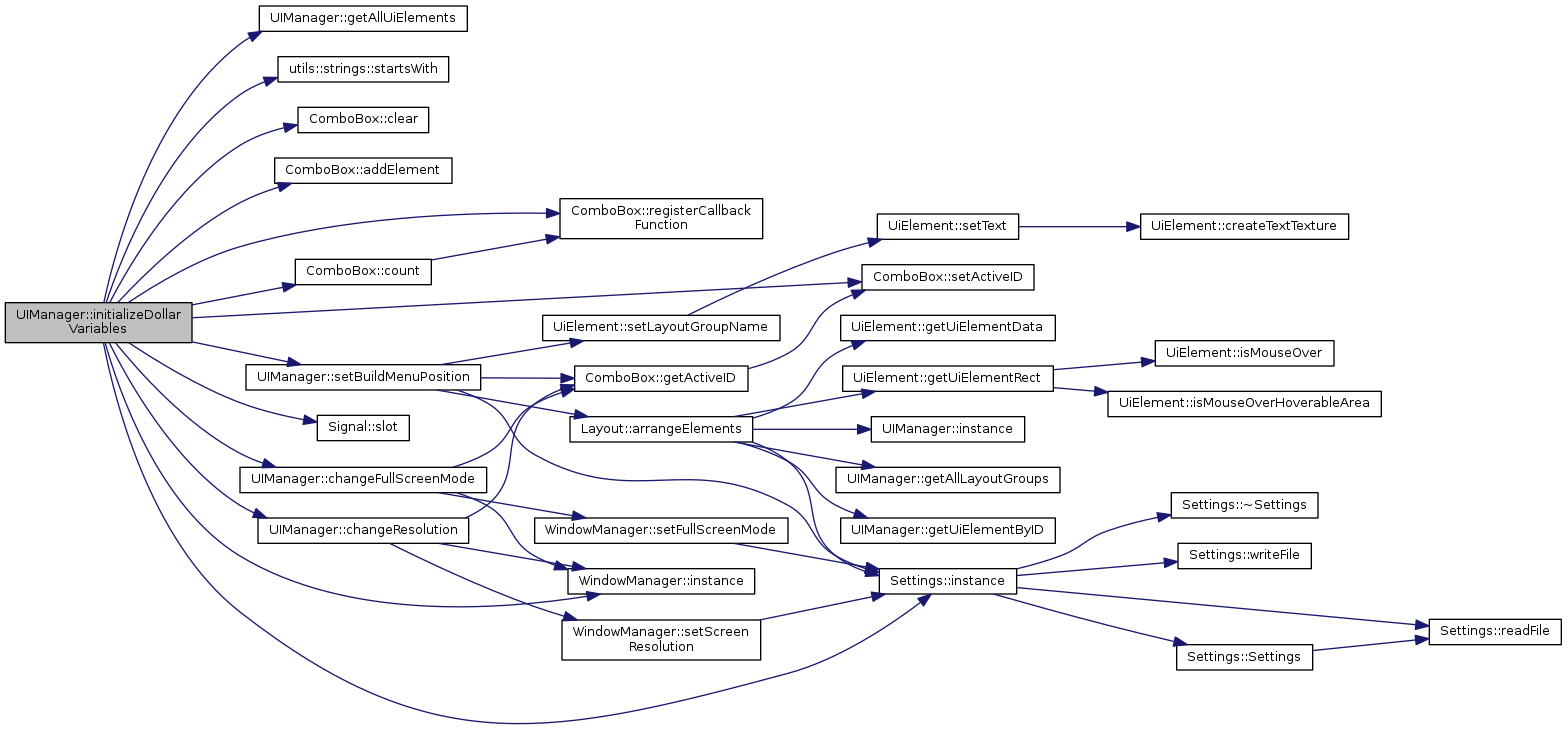 UIManager::getAllUiElements
utils::strings::startsWith
ComboBox::clear
ComboBox::addElement
ComboBox::registerCallback
Function
ComboBox::count
UIManager::initializeDollar
Variables
UIManager::setBuildMenuPosition
Signal::slot
UIManager::changeFullScreenMode
UIManager::changeResolution
UiElement::setLayoutGroupName
ComboBox::getActiveID
Layout::arrangeElements
WindowManager::setFullScreenMode
WindowManager::instance
WindowManager::setScreen
Resolution
UiElement::setText
ComboBox::setActiveID
UiElement::getUiElementData
UiElement::getUiElementRect
UIManager::instance
UIManager::getAllLayoutGroups
UIManager::getUiElementByID
Settings::instance
UiElement::createTextTexture
UiElement::isMouseOver
UiElement::isMouseOverHoverableArea
Settings::~Settings
Settings::writeFile
Settings::Settings
Settings::readFile